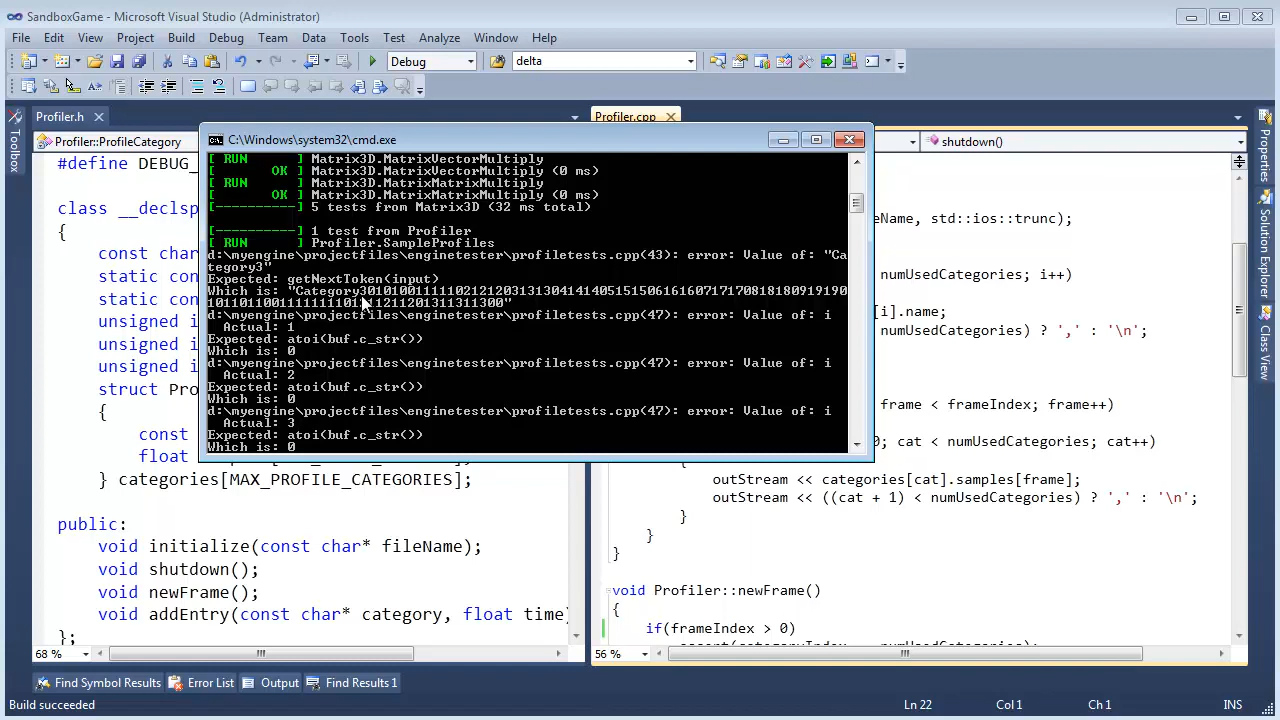 SandboxGame - Microsoft Visual Studio (Administrator)
File Edit View Project Build Debug Team Data Tools Test Analyze Window Help
Debug delta
Profiler.h Profiler.cpp
Toolbox
Profiler::ProfileCategory
shutdown()
Properties
Solution Explorer
Class View
#define DEBUG_
class __declsp
{
const char
static con
static con
unsigned i
unsigned i
unsigned i
struct Pro
{
const
float
} categories[MAX_PROFILE_CATEGORIES];
public:
void initialize(const char* fileName);
void shutdown();
void newFrame();
void addEntry(const char* category, float time)
};
68 %
C:\Windows\system32\cmd.exe
[ RUN      ] Matrix3D.MatrixVectorMultiply
[       OK ] Matrix3D.MatrixVectorMultiply (0 ms)
[ RUN      ] Matrix3D.MatrixMatrixMultiply
[       OK ] Matrix3D.MatrixMatrixMultiply (0 ms)
[----------] 5 tests from Matrix3D (32 ms total)
[----------] 1 test from Profiler
[ RUN      ] Profiler.SampleProfiles
d:\myengine\projectfiles\enginetester\profiletests.cpp(43): error: Value of: "Ca
tegory3"
Expected: getNextToken(input)
d:\myengine\projectfiles\enginetester\profiletests.cpp(47): error: Value of: i
Actual: 1
Expected: atoi(buf.c_str())
Which is: 0
d:\myengine\projectfiles\enginetester\profiletests.cpp(47): error: Value of: i
Actual: 2
Expected: atoi(buf.c_str())
Which is: 0
d:\myengine\projectfiles\enginetester\profiletests.cpp(47): error: Value of: i
Actual: 3
Expected: atoi(buf.c_str())
Which is: 0
eName, std::ios::trunc);
numUsedCategories; i++)
[i].name;
numUsedCategories) ? ',' : '\n';
frame < frameIndex; frame++)
0; cat < numUsedCategories; cat++)
{
outStream << categories[cat].samples[frame];
outStream << ((cat + 1) < numUsedCategories) ? ',' : '\n';
}
}
}
void Profiler::newFrame()
{
if(frameIndex > 0)
56 %
Find Symbol Results Error List Output Find Results 1
Build succeeded Ln 22 Col 1 Ch 1 INS